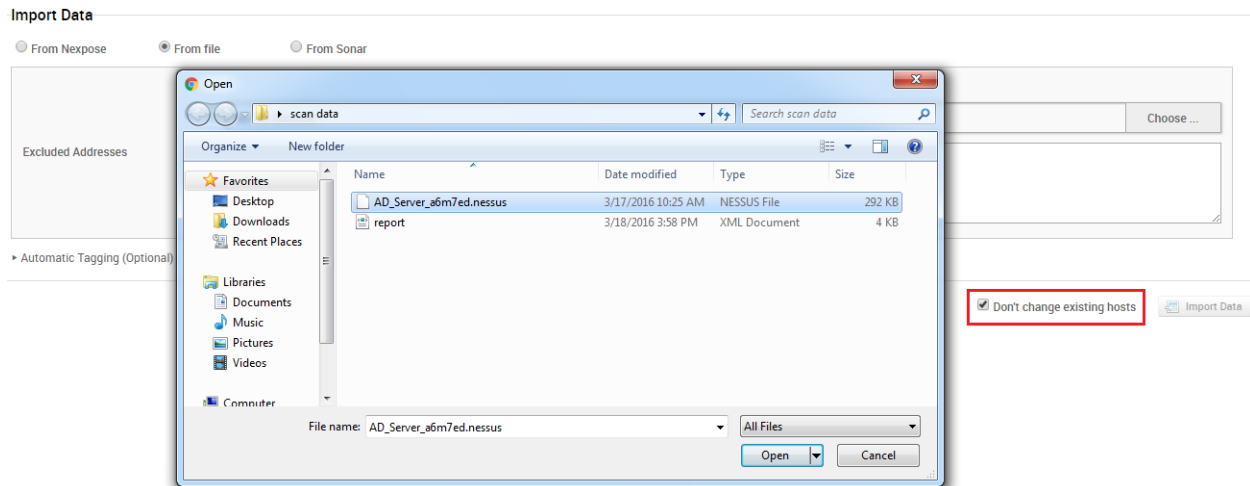 Import Data
From Nexpose From file From Sonar
Open
scan data Search scan data
Choose ...
Organize New folder
Excluded Addresses
Favorites Name Date modified Type Size
Desktop AD_Server_a6m7ed.nessus 3/17/2016 10:25 AM NESSUS File 292 KB
Downloads report 3/18/2016 3:58 PM XML Document 4 KB
Recent Places
Automatic Tagging (Optional)
Libraries
Documents
Music
Pictures
Videos
Don't change existing hosts Import Data
Computer
File name: AD_Server_a6m7ed.nessus All Files
Open Cancel